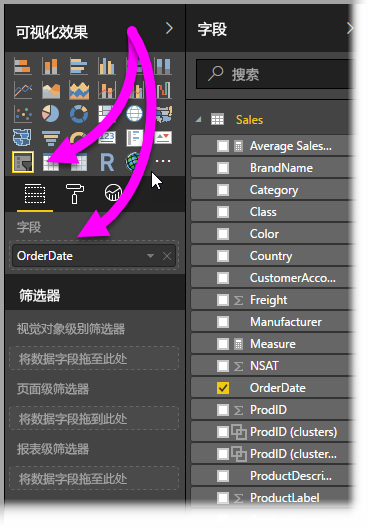 可视化效果
字段
OrderDate
筛选器
视觉对象级别筛选器
将数据字段拖至此处
页面级筛选器
将数据字段拖到此处
报表级筛选器
将数据字段拖至此处
字段
搜索
Sales
Average Sales...
BrandName
Category
Class
Color
Country
CustomerAcco...
Freight
Manufacturer
Measure
NSAT
OrderDate
ProdID
ProdID (clusters)
ProdID (cluster...
ProductDescri...
ProductLabel